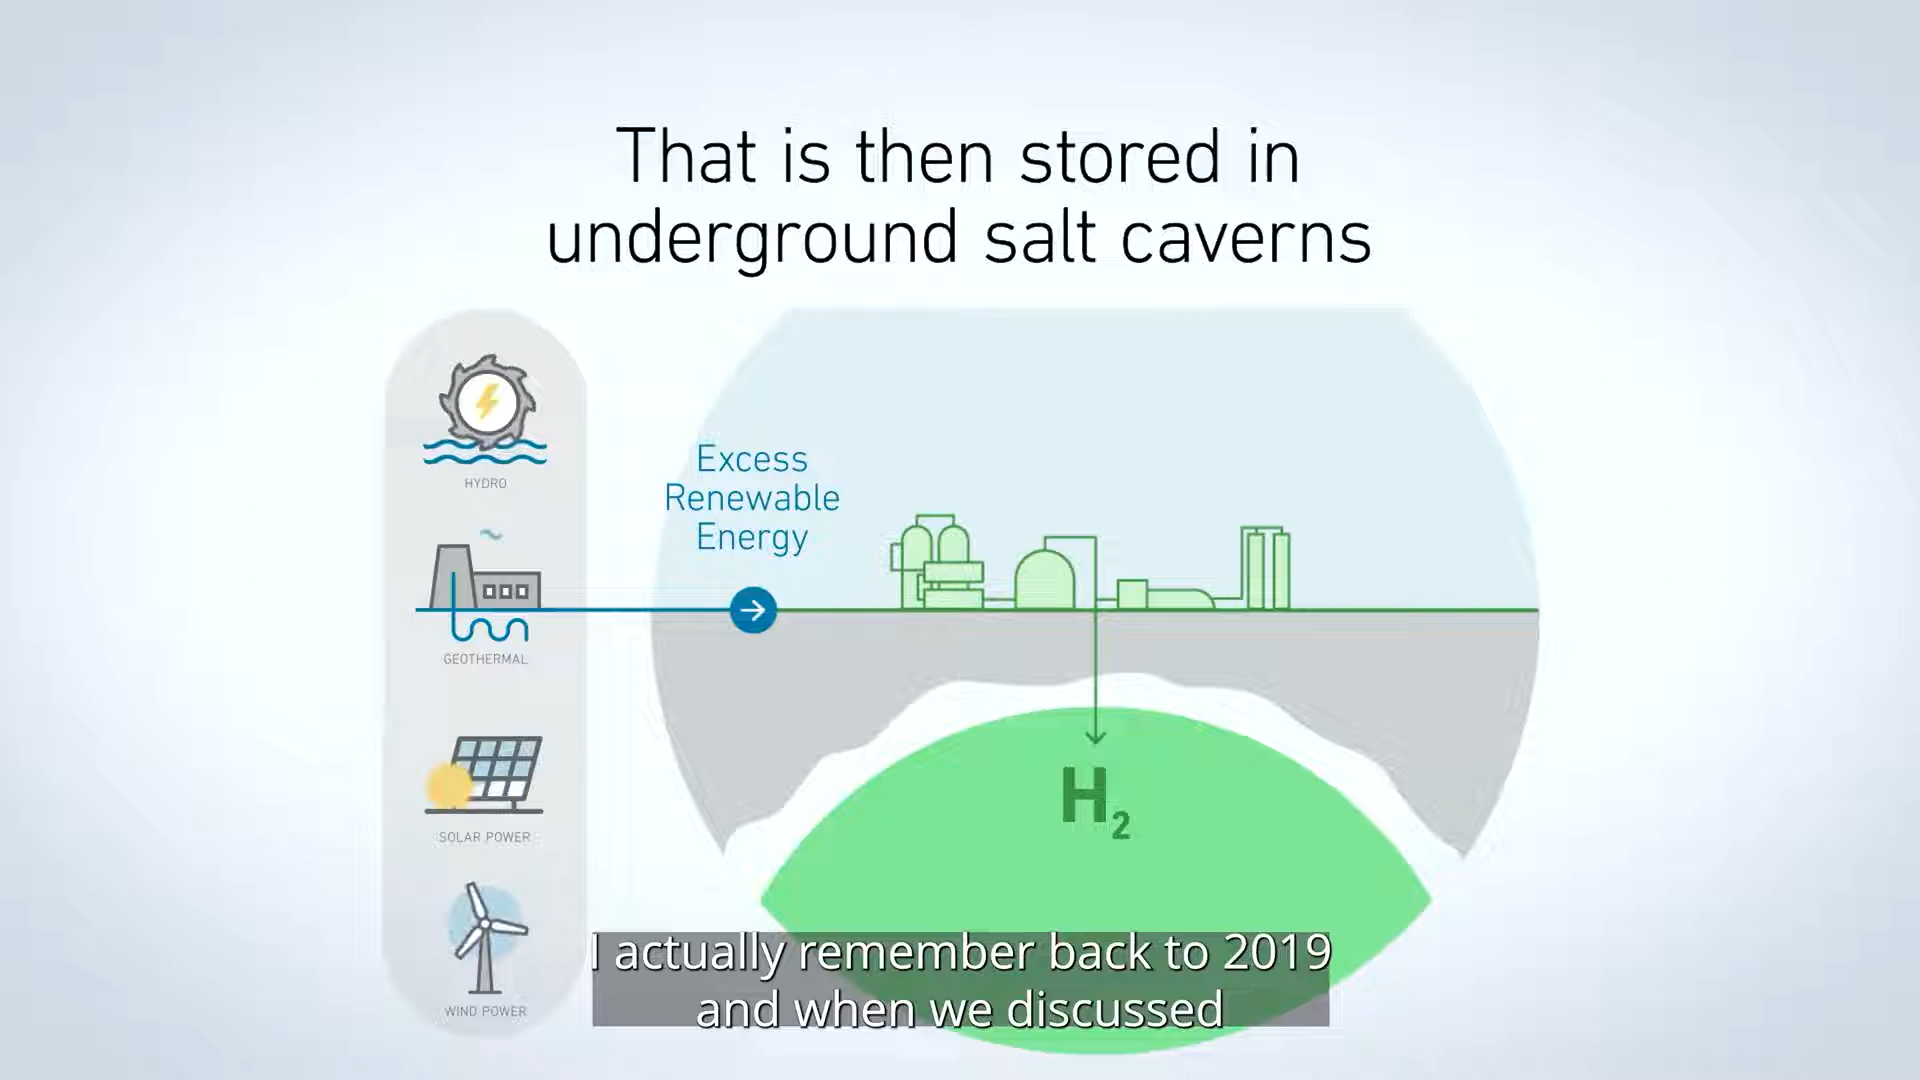 That is then stored in
underground salt caverns
HYDRO
GEOTHERMAL
SOLAR POWER
WIND POWER
Excess
Renewable
Energy
H₂
I actually remember back to 2019
and when we discussed